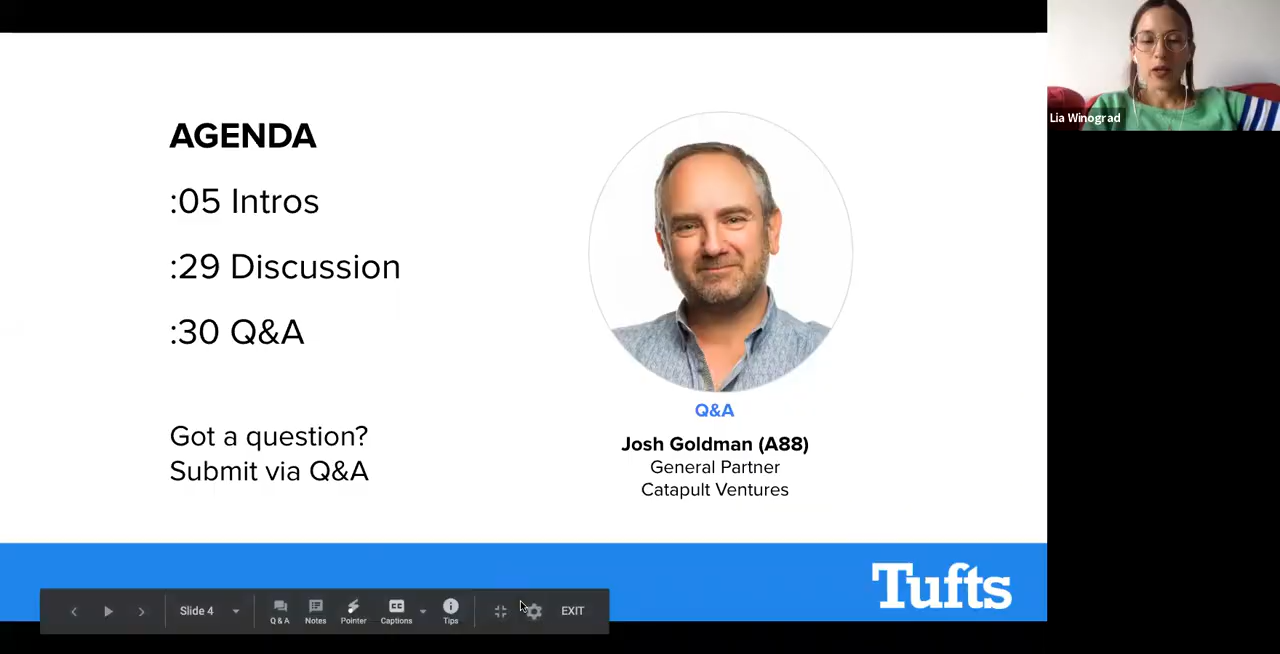 AGENDA
:05 Intros
:29 Discussion
:30 Q&A
Got a question?
Submit via Q&A
Q&A
Josh Goldman (A88)
General Partner
Catapult Ventures
Tufts
Lia Winograd
Slide 4
Q & A
Notes
Pointer
CC
Captions
Tips
EXIT